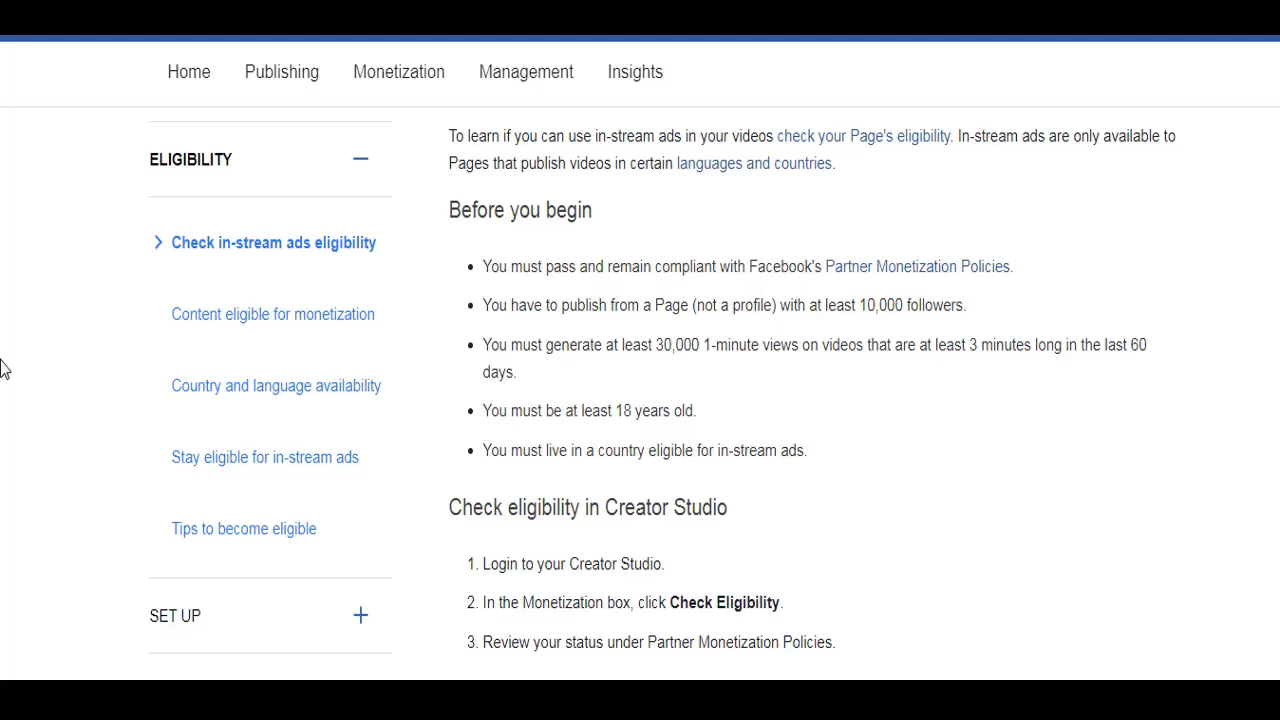 Home Publishing Monetization Management Insights
ELIGIBILITY
Check in-stream ads eligibility
Content eligible for monetization
Country and language availability
Stay eligible for in-stream ads
Tips to become eligible
SET UP
To learn if you can use in-stream ads in your videos check your Page's eligibility. In-stream ads are only available to
Pages that publish videos in certain languages and countries.
Before you begin
• You must pass and remain compliant with Facebook's Partner Monetization Policies.
• You have to publish from a Page (not a profile) with at least 10,000 followers.
• You must generate at least 30,000 1-minute views on videos that are at least 3 minutes long in the last 60
days.
• You must be at least 18 years old.
• You must live in a country eligible for in-stream ads.
Check eligibility in Creator Studio
1. Login to your Creator Studio.
2. In the Monetization box, click Check Eligibility.
3. Review your status under Partner Monetization Policies.